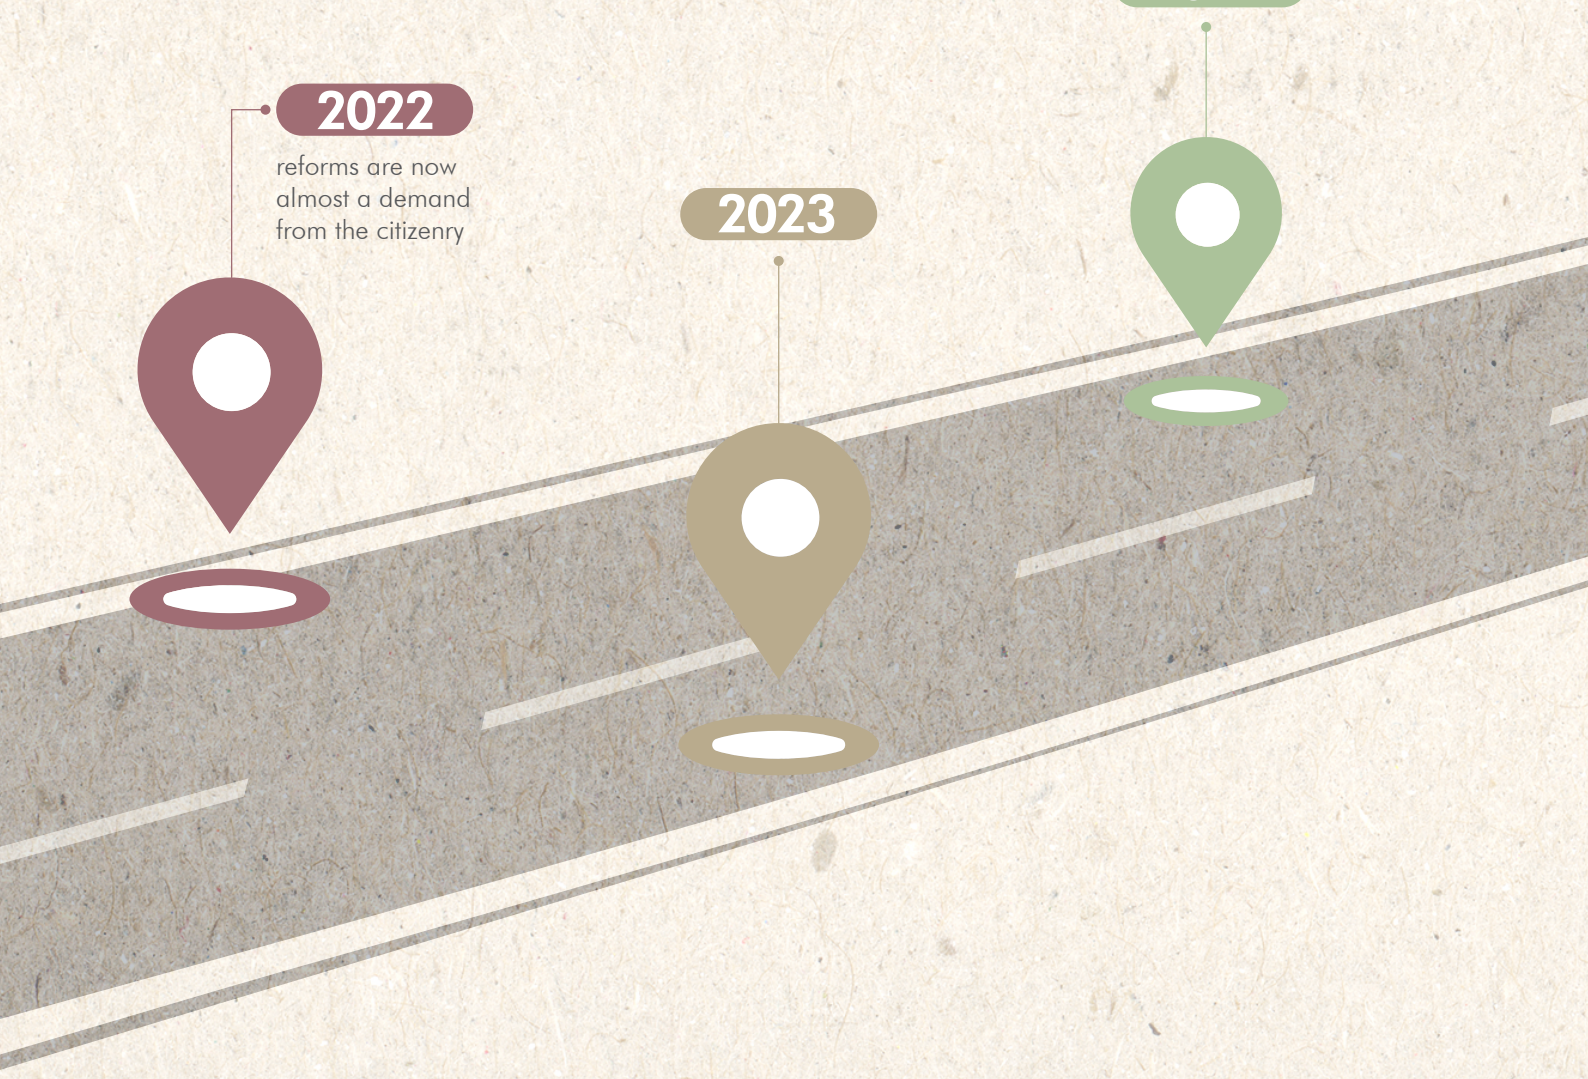 2022
reforms are now
almost a demand
from the citizenry
2023